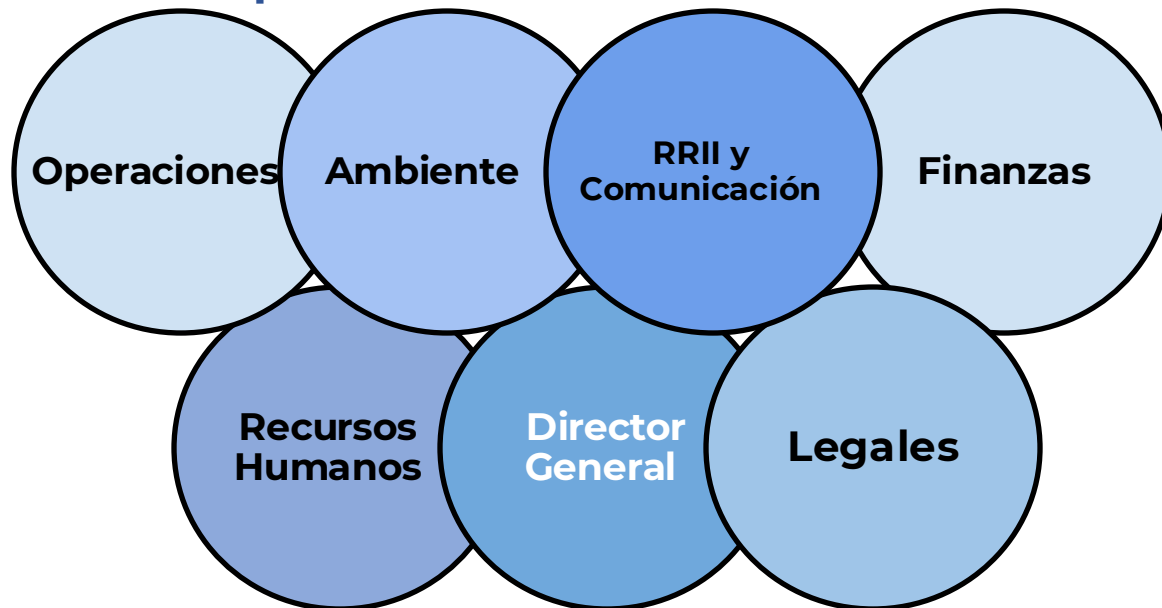 Operaciones
Ambiente
RRII y
Comunicación
Finanzas
Recursos
Humanos
Director
General
Legales